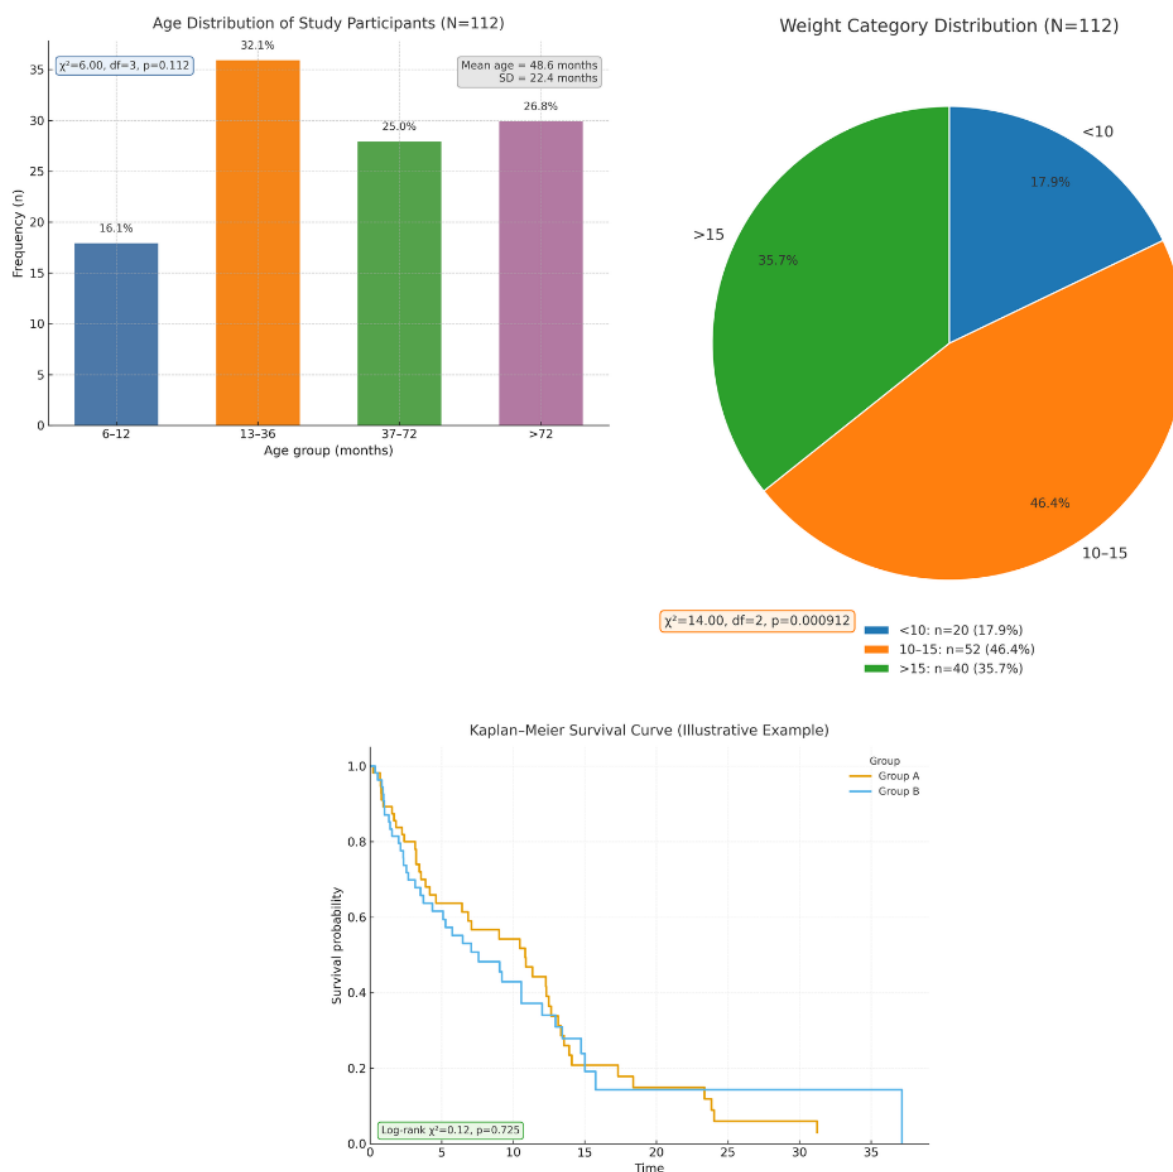 Age Distribution of Study Participants (N=112)
χ²=6.00, df=3, p=0.112
Mean age = 48.6 months
SD = 22.4 months
16.1%
32.1%
25.0%
26.8%
Frequency (n)
35
30
25
20
15
10
5
0
6–12
13–36
37–72
>72
Age group (months)
Weight Category Distribution (N=112)
<10
17.9%
>15
35.7%
46.4%
10–15
χ²=14.00, df=2, p=0.000912
<10: n=20 (17.9%)
10–15: n=52 (46.4%)
>15: n=40 (35.7%)
Kaplan–Meier Survival Curve (Illustrative Example)
Group
Group A
Group B
Survival probability
1.0
0.8
0.6
0.4
0.2
0.0
Log-rank χ²=0.12, p=0.725
0
5
10
15
20
25
30
35
Time